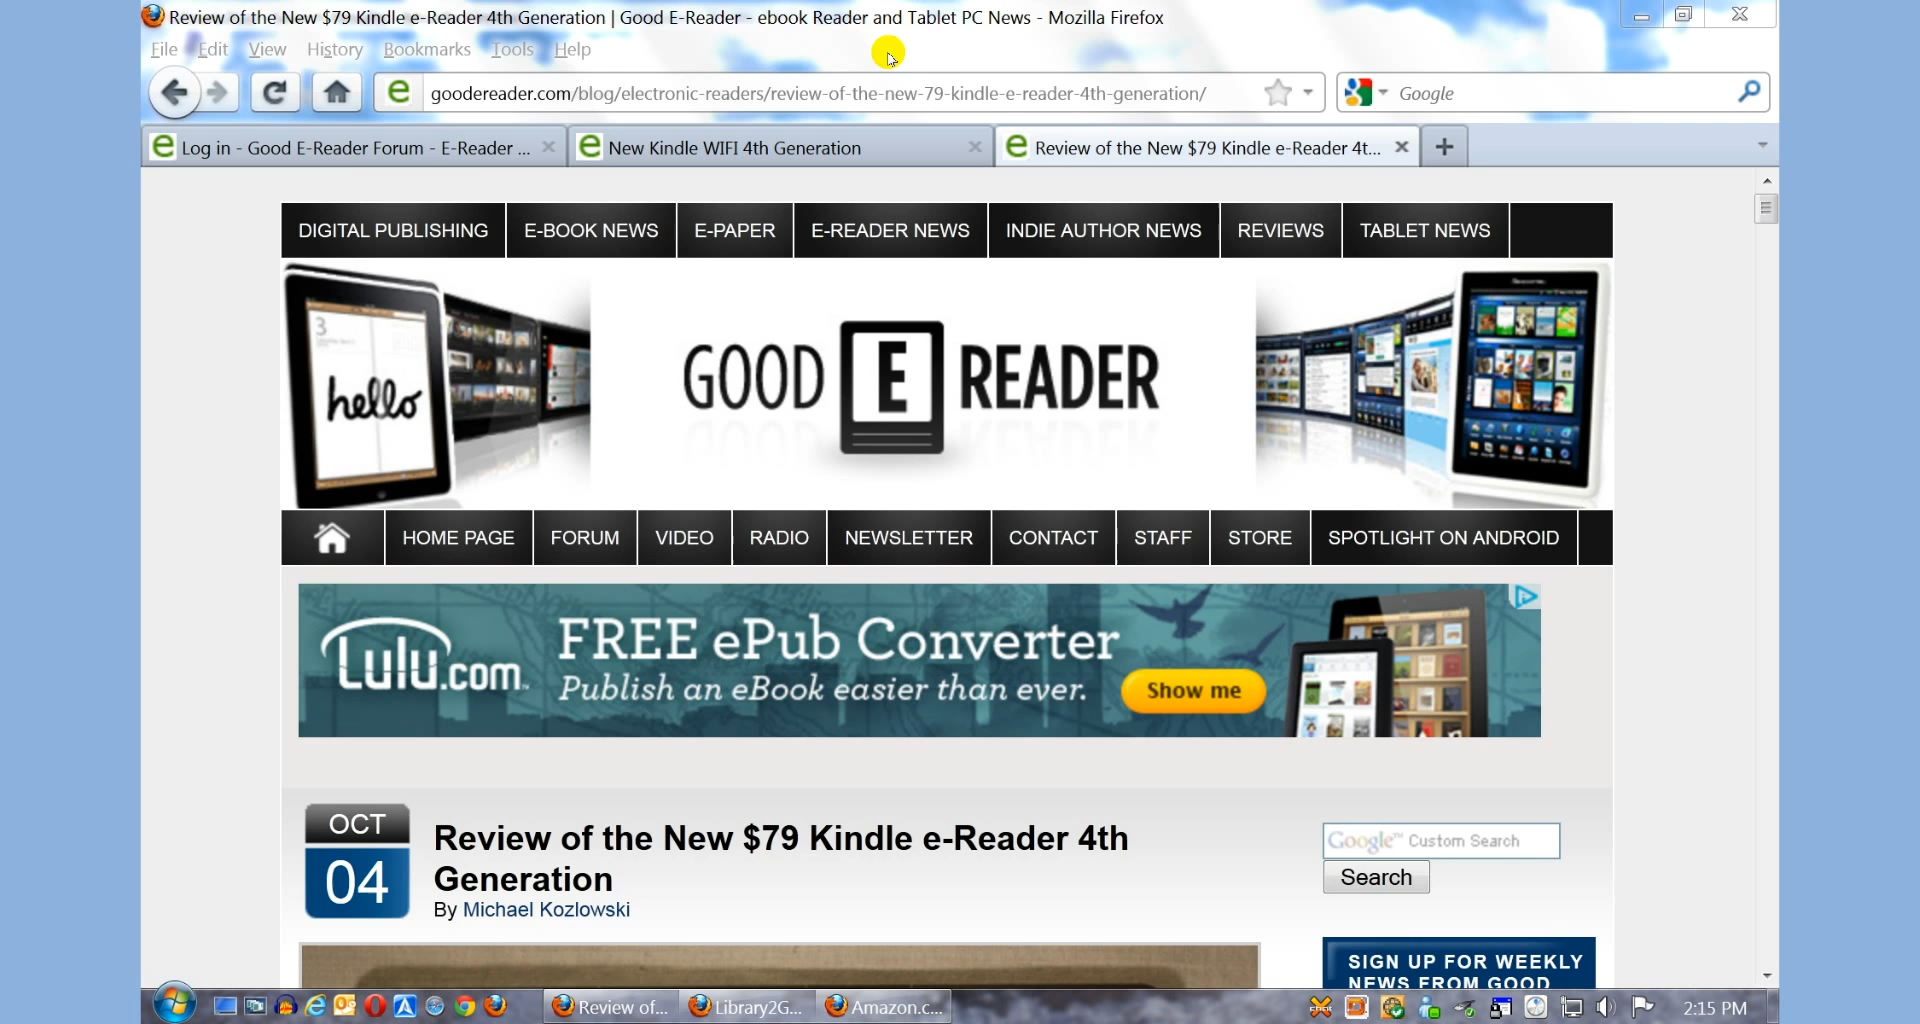 Review of the New $79 Kindle e-Reader 4th Generation | Good E-Reader - ebook Reader and Tablet PC News - Mozilla Firefox
File Edit View History Bookmarks Tools Help
goodereader.com/blog/electronic-readers/review-of-the-new-79-kindle-e-reader-4th-generation/ Google
Log in - Good E-Reader Forum - E-Reader ... New Kindle WIFI 4th Generation Review of the New $79 Kindle e-Reader 4t...
DIGITAL PUBLISHING E-BOOK NEWS E-PAPER E-READER NEWS INDIE AUTHOR NEWS REVIEWS TABLET NEWS
3
hello
GOOD E READER
HOME PAGE FORUM VIDEO RADIO NEWSLETTER CONTACT STAFF STORE SPOTLIGHT ON ANDROID
Lulu.com™ FREE ePub Converter
Publish an eBook easier than ever. Show me
OCT
04
Review of the New $79 Kindle e-Reader 4th
Generation
By Michael Kozlowski
Google™ Custom Search
Search
SIGN UP FOR WEEKLY
NEWS FROM GOOD
Review of... Library2G... Amazon.c... 2:15 PM